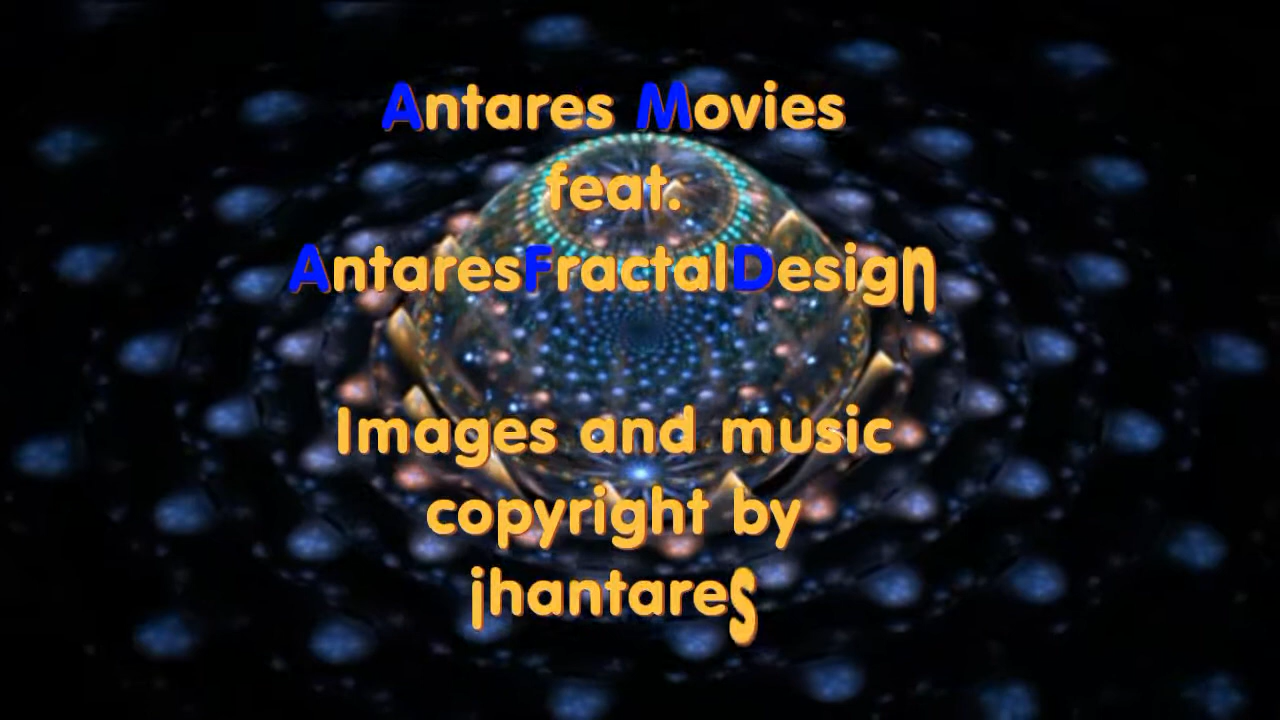 Antares Movies
feat.
AntaresFractalDesign
Images and music
copyright by
jhantares